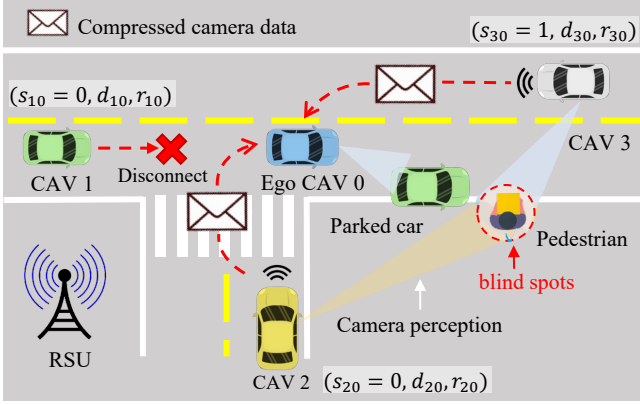 Compressed camera data
(s₃₀ = 1, d₃₀, r₃₀)
(s₁₀ = 0, d₁₀, r₁₀)
CAV 3
CAV 1
Disconnect
Ego CAV 0
Parked car
Pedestrian
blind spots
Camera perception
RSU
CAV 2
(s₂₀ = 0, d₂₀, r₂₀)